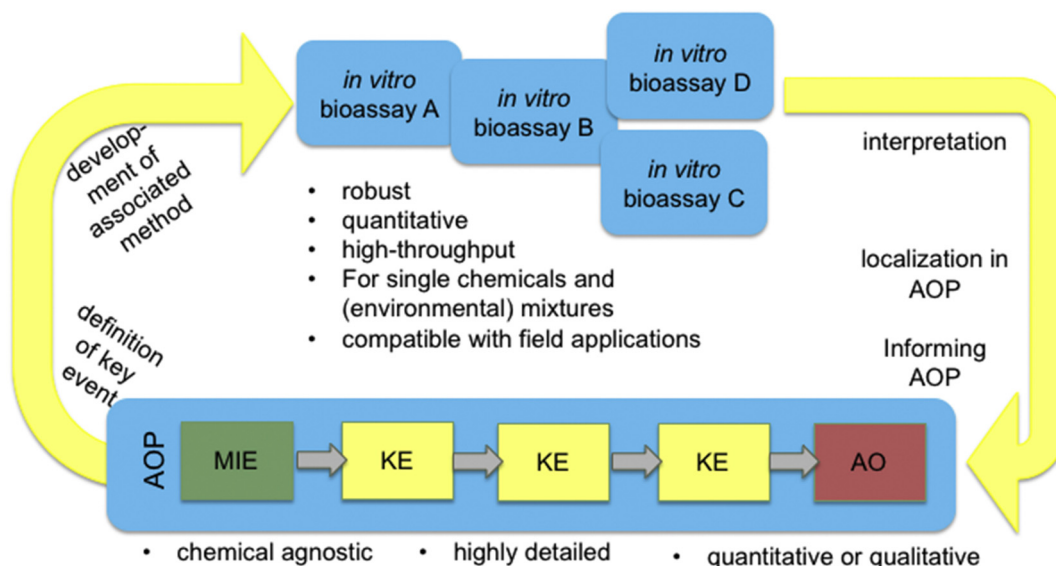 in vitro
bioassay A
in vitro
bioassay B
in vitro
bioassay D
in vitro
bioassay C
develop-
ment of
associated
method
definition
of key
event
• robust
• quantitative
• high-throughput
• For single chemicals and
(environmental) mixtures
• compatible with field applications
interpretation
localization in
AOP
Informing
AOP
AOP
MIE
KE
KE
KE
AO
• chemical agnostic
• highly detailed
• quantitative or qualitative